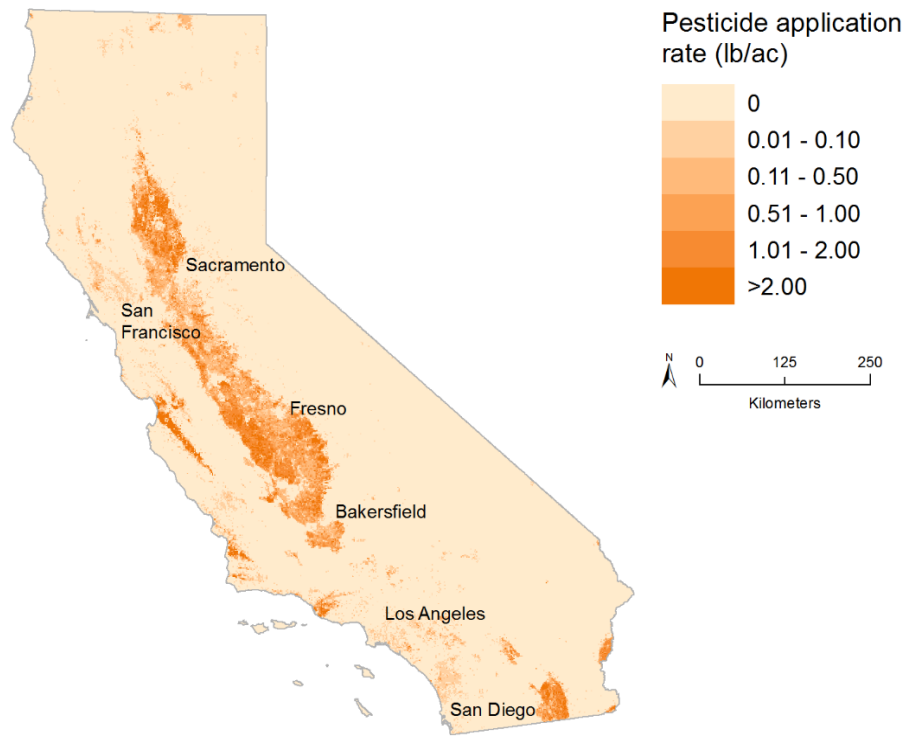 Pesticide application
rate (lb/ac)
0
0.01 - 0.10
0.11 - 0.50
0.51 - 1.00
1.01 - 2.00
>2.00
N
0 125 250
Kilometers
Sacramento
San
Francisco
Fresno
Bakersfield
Los Angeles
San Diego